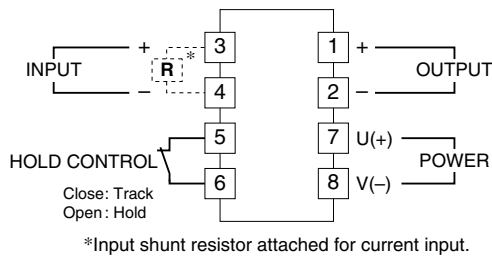 + 3 1 +
INPUT R * OUTPUT
– 4 2 –
5 7 U(+)
HOLD CONTROL POWER
6 8 V(–)
Close: Track
Open: Hold
*Input shunt resistor attached for current input.